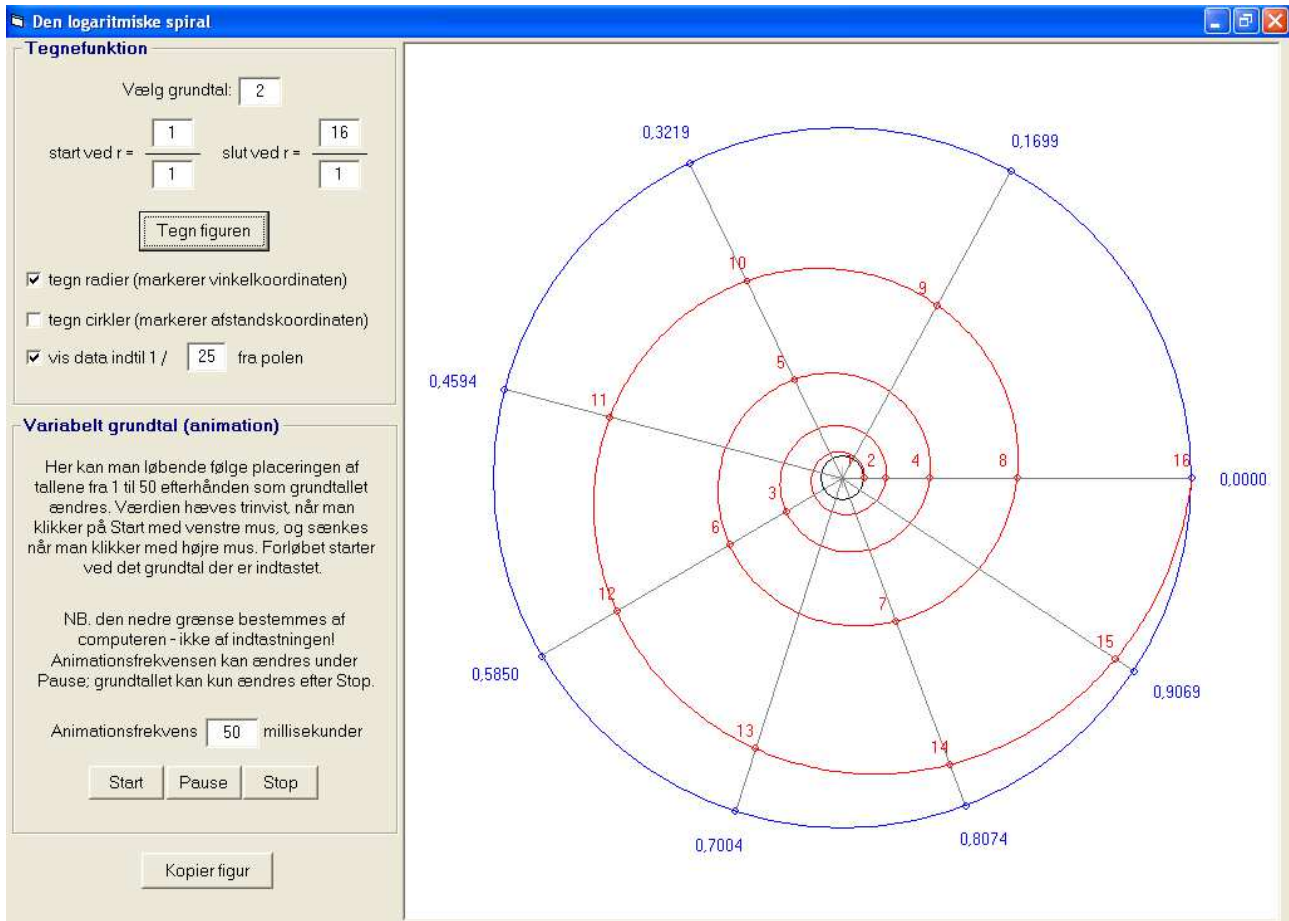 Den logaritmiske spiral
Tegnefunktion
Vælg grundtal: 2
1 16
start ved r = slut ved r =
1 1
Tegn figuren
tegn radier (markerer vinkelkoordinaten)
tegn cirkler (markerer afstandskoordinaten)
vis data indtil 1 / 25 fra polen
Variabelt grundtal (animation)
Her kan man løbende følge placeringen af
tallene fra 1 til 50 efterhånden som grundtallet
ændres. Værdien hæves trinvist, når man
klikker på Start med venstre mus, og sænkes
når man klikker med højre mus. Forløbet starter
ved det grundtal der er indtastet.
NB. den nedre grænse bestemmes af
computeren - ikke af indtastningen!
Animationsfrekvensen kan ændres under
Pause; grundtallet kan kun ændres efter Stop.
Animationsfrekvens 50 millisekunder
Start Pause Stop
Kopier figur
0,3219 0,1699
10 9
5
0,4594
11
1 2 4 8 16 0,0000
3
6
7
12
15
0,5850
0,9069
13 14
0,7004 0,8074